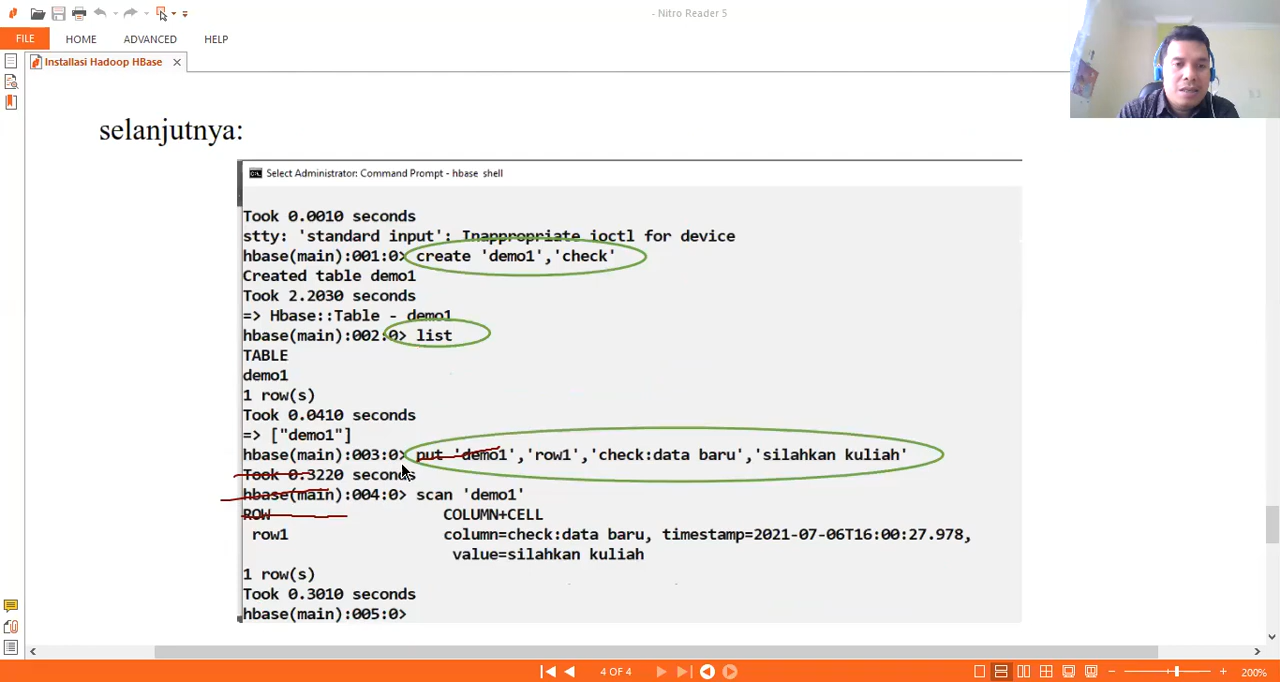 - Nitro Reader 5
FILE HOME ADVANCED HELP
Installasi Hadoop HBase
selanjutnya:
Select Administrator: Command Prompt - hbase shell
Took 0.0010 seconds
stty: 'standard input': Inappropriate ioctl for device
hbase(main):001:0> create 'demo1','check'
Created table demo1
Took 2.2030 seconds
=> Hbase::Table - demo1
hbase(main):002:0> list
TABLE
demo1
1 row(s)
Took 0.0410 seconds
=> ["demo1"]
hbase(main):003:0> put 'demo1','row1','check:data baru','silahkan kuliah'
Took 0.3220 seconds
hbase(main):004:0> scan 'demo1'
ROW COLUMN+CELL
row1 column=check:data baru, timestamp=2021-07-06T16:00:27.978,
value=silahkan kuliah
1 row(s)
Took 0.3010 seconds
hbase(main):005:0>
4 OF 4
200%